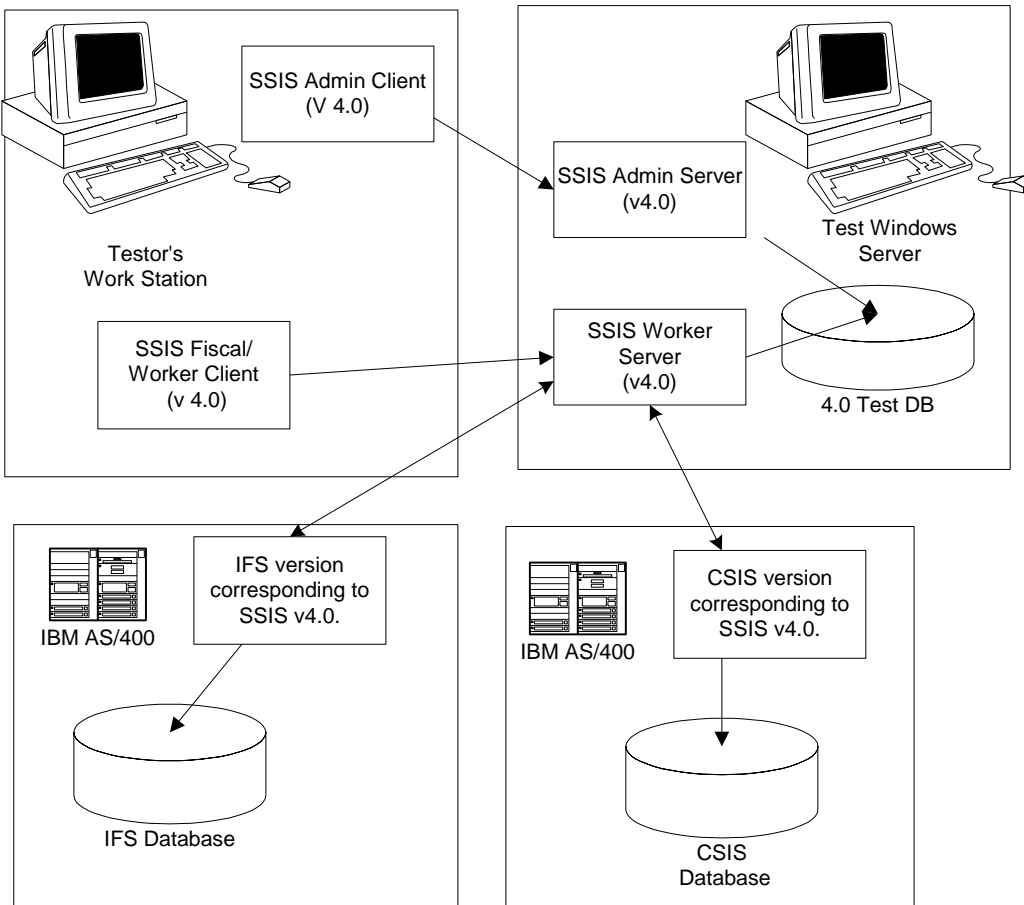 SSIS Admin Client
(V 4.0)
Testor's
Work Station
SSIS Fiscal/
Worker Client
(v 4.0)
SSIS Admin Server
(v4.0)
Test Windows
Server
SSIS Worker
Server
(v4.0)
4.0 Test DB
IBM AS/400
IFS version
corresponding to
SSIS v4.0.
IFS Database
IBM AS/400
CSIS version
corresponding to
SSIS v4.0.
CSIS
Database